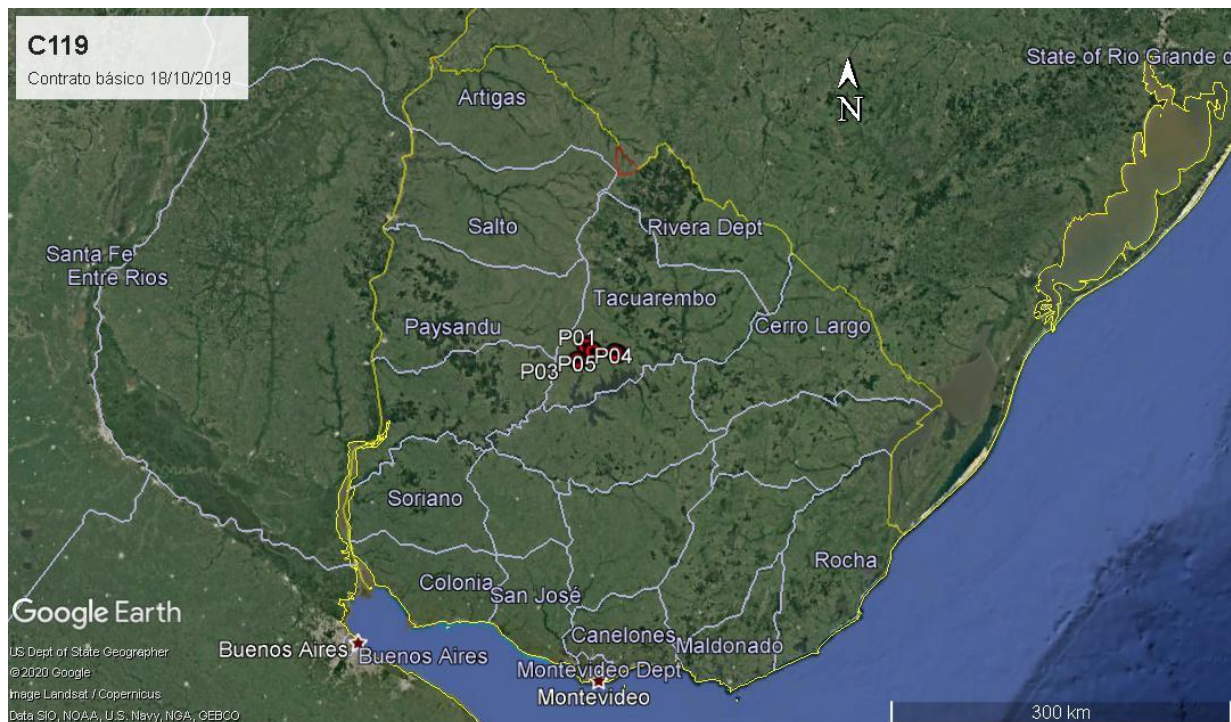 C119
Contrato básico 18/10/2019
State of Rio Grande d
N
Artigas
Salto
Rivera Dept
Santa Fe
Entre Rios
Tacuarembo
Paysandu
Cerro Largo
P01
P04
P05
P03
Soriano
Rocha
Colonia
San José
Canelones
Maldonado
Google Earth
Buenos Aires
Buenos Aires
Montevideo Dept
Montevideo
US Dept of State Geographer
© 2020 Google
Image Landsat / Copernicus
Data SIO, NOAA, U.S. Navy, NGA, GEBCO
300 km